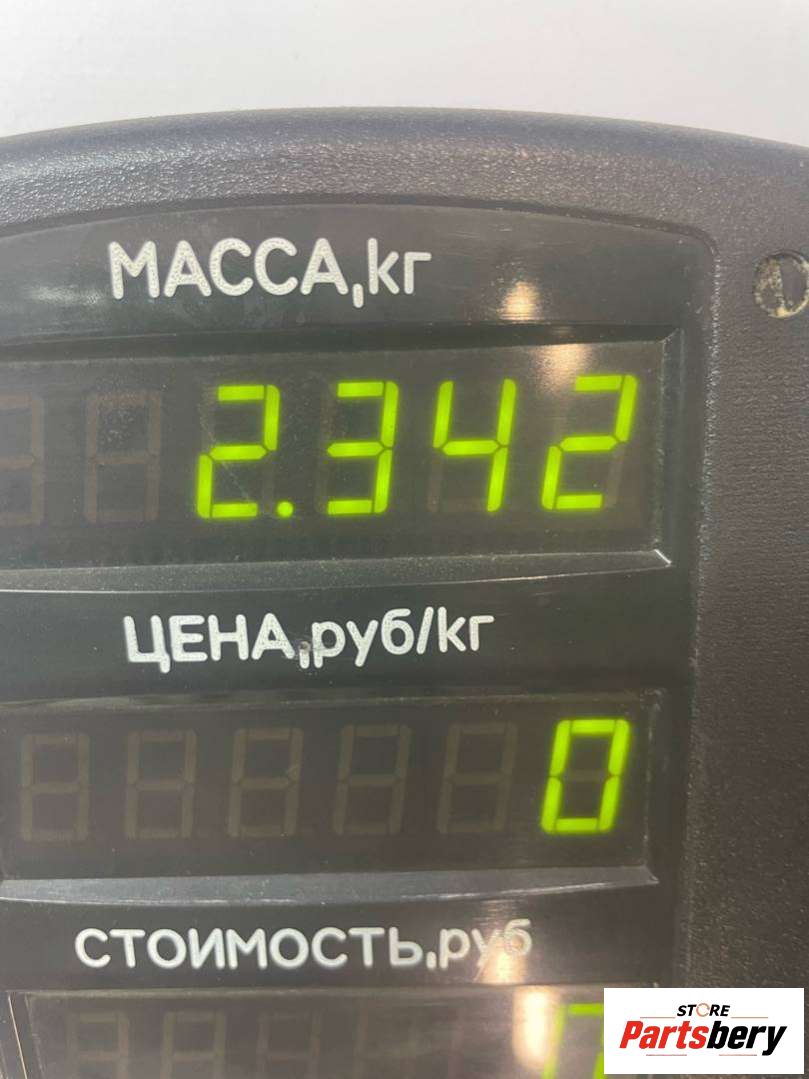 МАССА,кг
2.342
ЦЕНА,руб/кг
0
СТОИМОСТЬ,руб
STORE
Partsbery